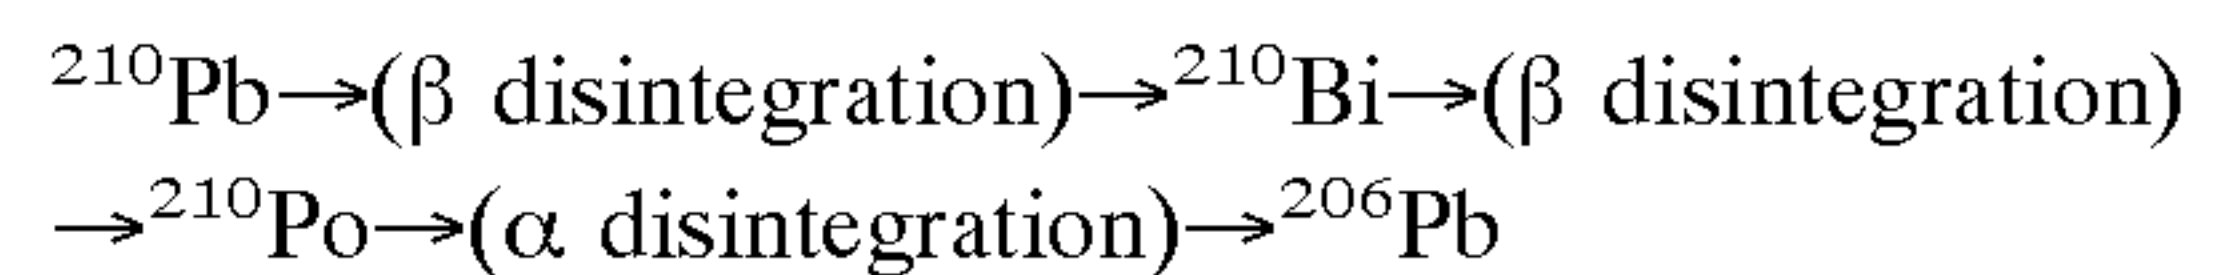 ²¹⁰Pb→(β disintegration)→²¹⁰Bi→(β disintegration)
→²¹⁰Po→(α disintegration)→²⁰⁶Pb